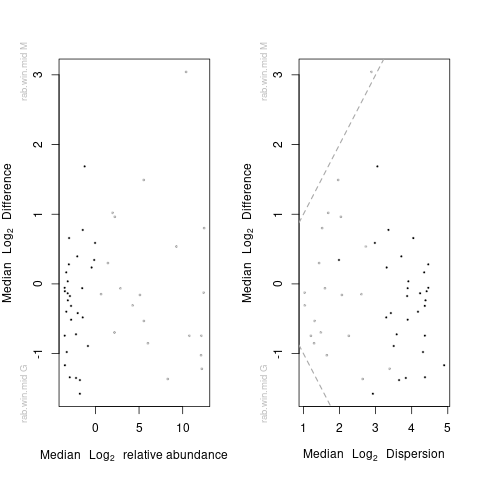 rab.win.mid M
rab.win.mid G
Median Log2 Difference
3
2
1
0
-1
0 5 10
Median Log2 relative abundance
rab.win.mid M
rab.win.mid G
Median Log2 Difference
3
2
1
0
-1
1 2 3 4 5
Median Log2 Dispersion